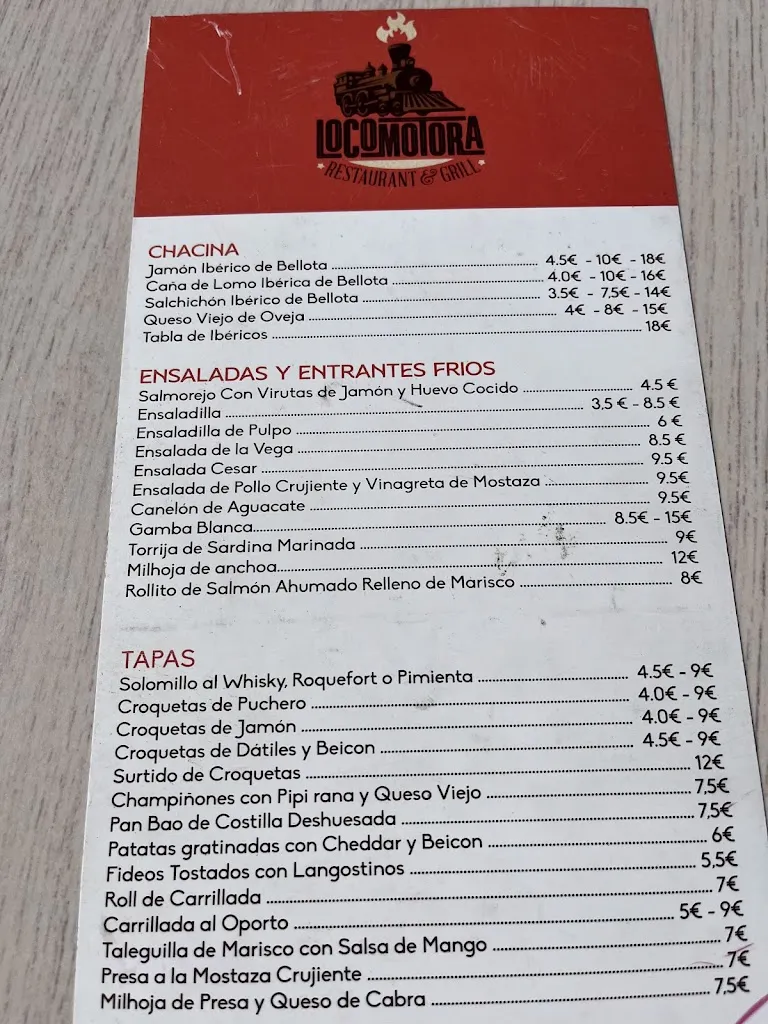 LOCOMOTORA
RESTAURANT & GRILL
CHACINA
Jamón Ibérico de Bellota 4.5€ - 10€ - 18€
Caña de Lomo Ibérica de Bellota 4.0€ - 10€ - 16€
Salchichón Ibérico de Bellota 3.5€ - 7,5€ - 14€
Queso Viejo de Oveja 4€ - 8€ - 15€
Tabla de Ibéricos 18€
ENSALADAS Y ENTRANTES FRIOS
Salmorejo Con Virutas de Jamón y Huevo Cocido 4.5 €
Ensaladilla 3,5 € - 8.5 €
Ensaladilla de Pulpo 6 €
Ensalada de la Vega 8.5 €
Ensalada Cesar 9.5 €
Ensalada de Pollo Crujiente y Vinagreta de Mostaza 9.5€
Canelón de Aguacate 9.5€
Gamba Blanca 8.5€ - 15€
Torrija de Sardina Marinada 9€
Milhoja de anchoa 12€
Rollito de Salmón Ahumado Relleno de Marisco 8€
TAPAS
Solomillo al Whisky, Roquefort o Pimienta 4.5€ - 9€
Croquetas de Puchero 4.0€ - 9€
Croquetas de Jamón 4.0€ - 9€
Croquetas de Dátiles y Beicon 4.5€ - 9€
Surtido de Croquetas 12€
Champiñones con Pipi rana y Queso Viejo 7,5€
Pan Bao de Costilla Deshuesada 7,5€
Patatas gratinadas con Cheddar y Beicon 6€
Fideos Tostados con Langostinos 5,5€
Roll de Carrillada 7€
Carrillada al Oporto 5€ - 9€
Taleguilla de Marisco con Salsa de Mango 7€
Presa a la Mostaza Crujiente 7€
Milhoja de Presa y Queso de Cabra 7,5€